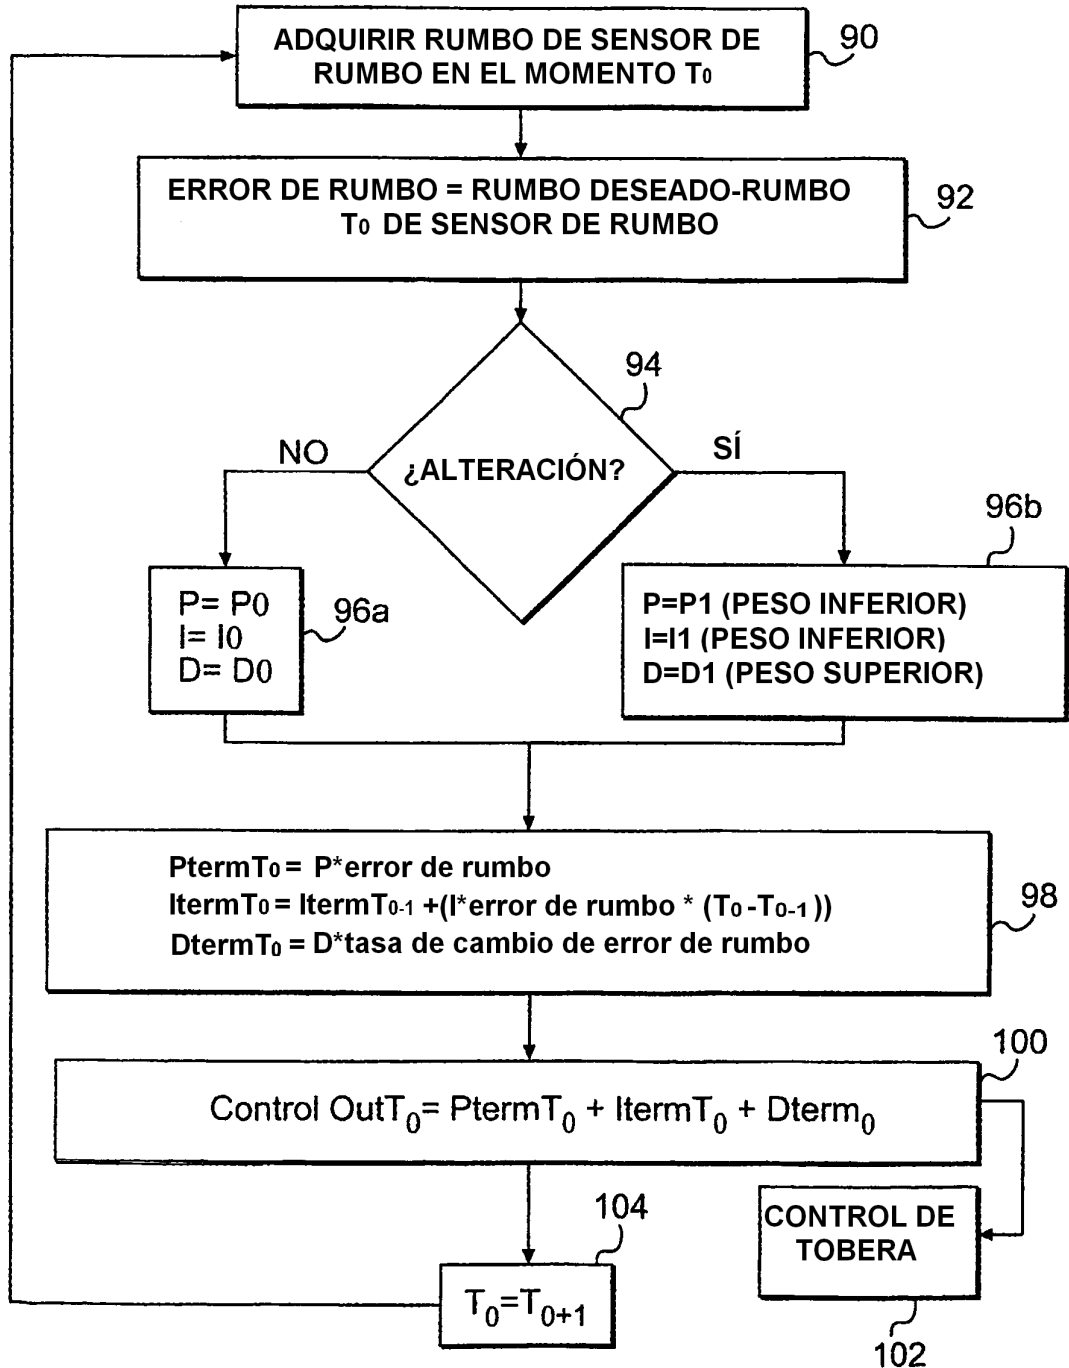 ADQUIRIR RUMBO DE SENSOR DE
RUMBO EN EL MOMENTO T₀
90
ERROR DE RUMBO = RUMBO DESEADO-RUMBO
T₀ DE SENSOR DE RUMBO
92
94
¿ALTERACIÓN?
NO
SÍ
P= P0
I= I0
D= D0
96a
96b
P=P1 (PESO INFERIOR)
I=I1 (PESO INFERIOR)
D=D1 (PESO SUPERIOR)
PtermT₀ = P*error de rumbo
ItermT₀ = ItermT₀₋₁ +(I*error de rumbo * (T₀ -T₀₋₁ ))
DtermT₀ = D*tasa de cambio de error de rumbo
98
100
Control OutT₀= PtermT₀ + ItermT₀ + Dterm₀
CONTROL DE
TOBERA
102
104
T₀=T₀₊₁